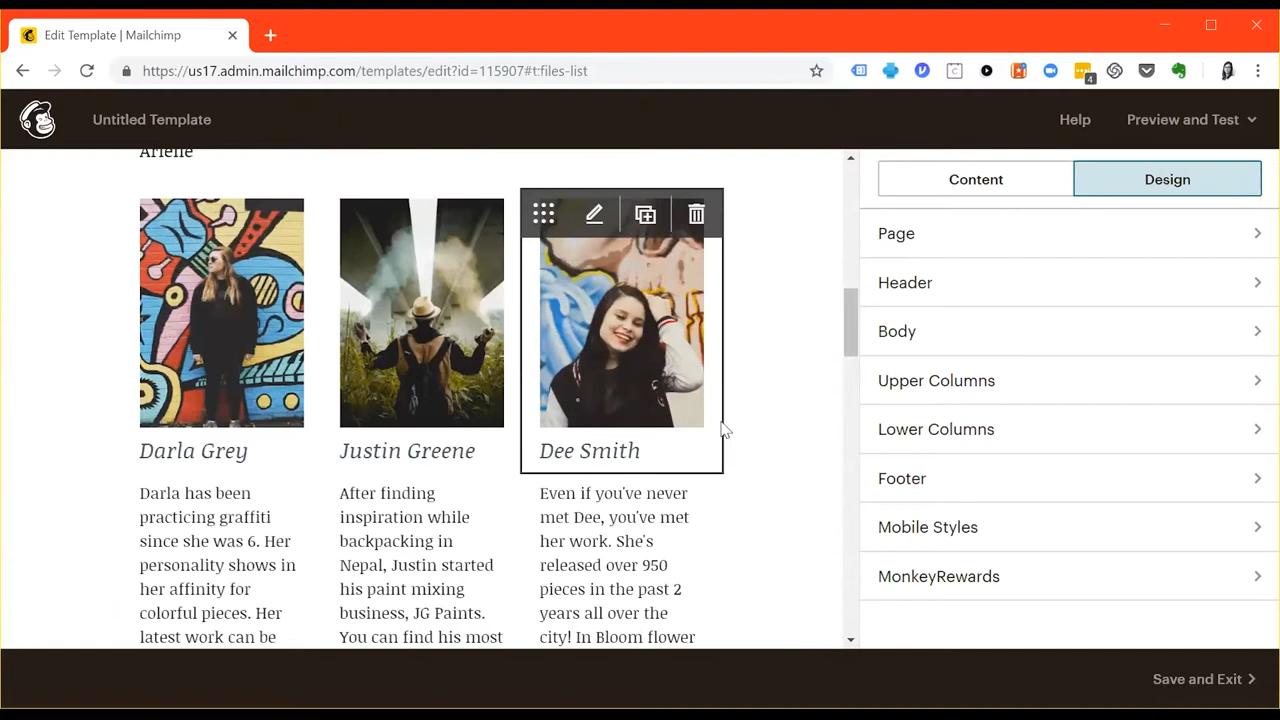 Edit Template | Mailchimp
https://us17.admin.mailchimp.com/templates/edit?id=115907#t:files-list
4
Untitled Template
Help
Preview and Test
Arielle
Content
Design
Page
Header
Body
Upper Columns
Lower Columns
Footer
Mobile Styles
MonkeyRewards
Darla Grey
Darla has been
practicing graffiti
since she was 6. Her
personality shows in
her affinity for
colorful pieces. Her
latest work can be
Justin Greene
After finding
inspiration while
backpacking in
Nepal, Justin started
his paint mixing
business, JG Paints.
You can find his most
Dee Smith
Even if you've never
met Dee, you've met
her work. She's
released over 950
pieces in the past 2
years all over the
city! In Bloom flower
Save and Exit